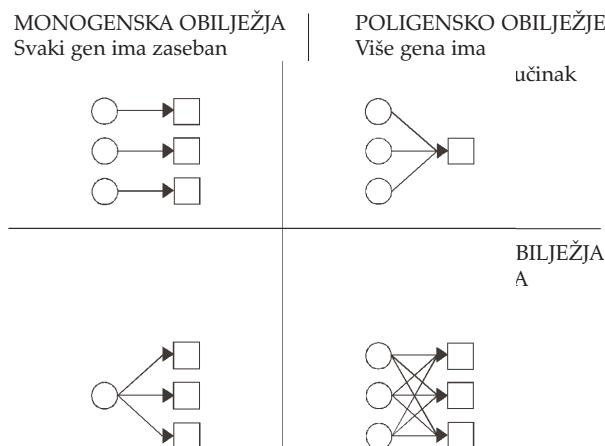 MONOGENSKA OBILJEŽJA
Svaki gen ima zaseban
POLIGENSKO OBILJEŽJE
Više gena ima
učinak
BILJEŽJA
A